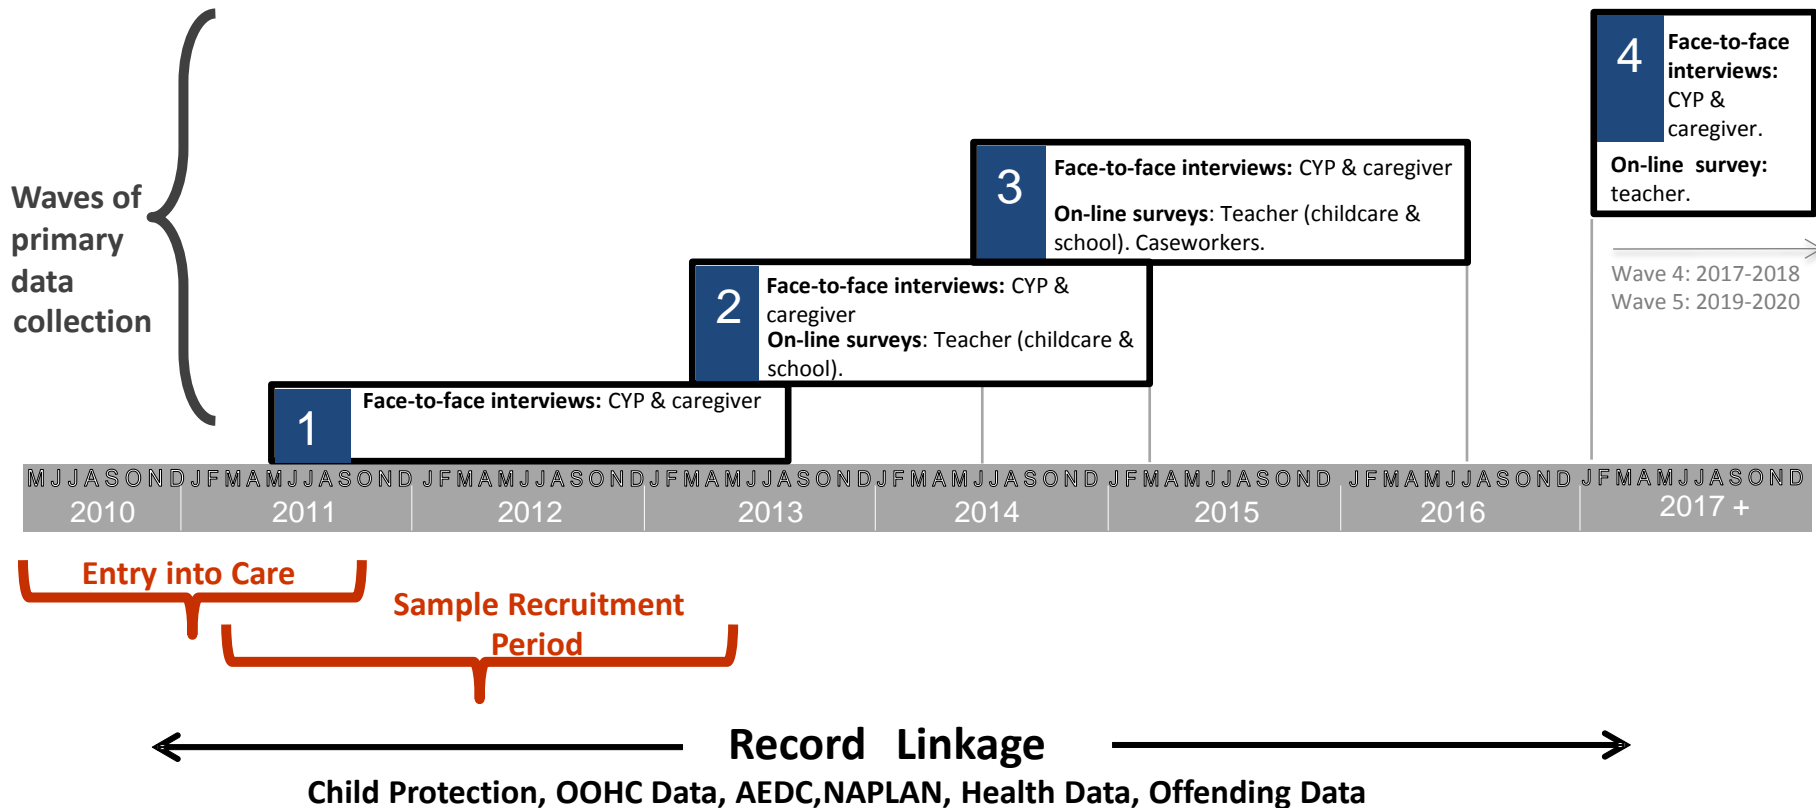 Waves of
primary
data
collection
1
Face-to-face interviews: CYP & caregiver
2
Face-to-face interviews: CYP &
caregiver
On-line surveys: Teacher (childcare &
school).
3
Face-to-face interviews: CYP & caregiver
On-line surveys: Teacher (childcare &
school). Caseworkers.
4
Face-to-face
interviews:
CYP &
caregiver.
On-line survey:
teacher.
Wave 4: 2017-2018
Wave 5: 2019-2020
M J J A S O N D J F M A M J J A S O N D J F M A M J J A S O N D J F M A M J J A S O N D J F M A M J J A S O N D J F M A M J J A S O N D J F M A M J J A S O N D J F M A M J J A S O N D
2010 2011 2012 2013 2014 2015 2016 2017 +
Entry into Care
Sample Recruitment
Period
Record Linkage
Child Protection, OOHC Data, AEDC,NAPLAN, Health Data, Offending Data